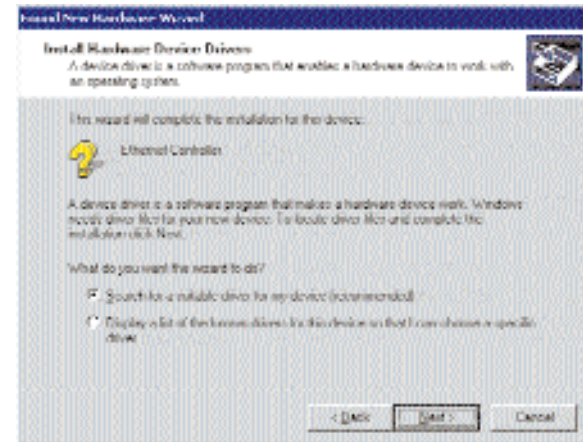 Found New Hardware Wizard
Install Hardware Device Drivers
A device driver is a software program that enables a hardware device to work with
an operating system.
This wizard will complete the installation for this device:
Ethernet Controller
A device driver is a software program that makes a hardware device work. Windows
needs driver files for your new device. To locate driver files and complete the
installation click Next.
What do you want the wizard to do?
Search for a suitable driver for my device (recommended)
Display a list of the known drivers for this device so that I can choose a specific
driver
< Back
Next >
Cancel